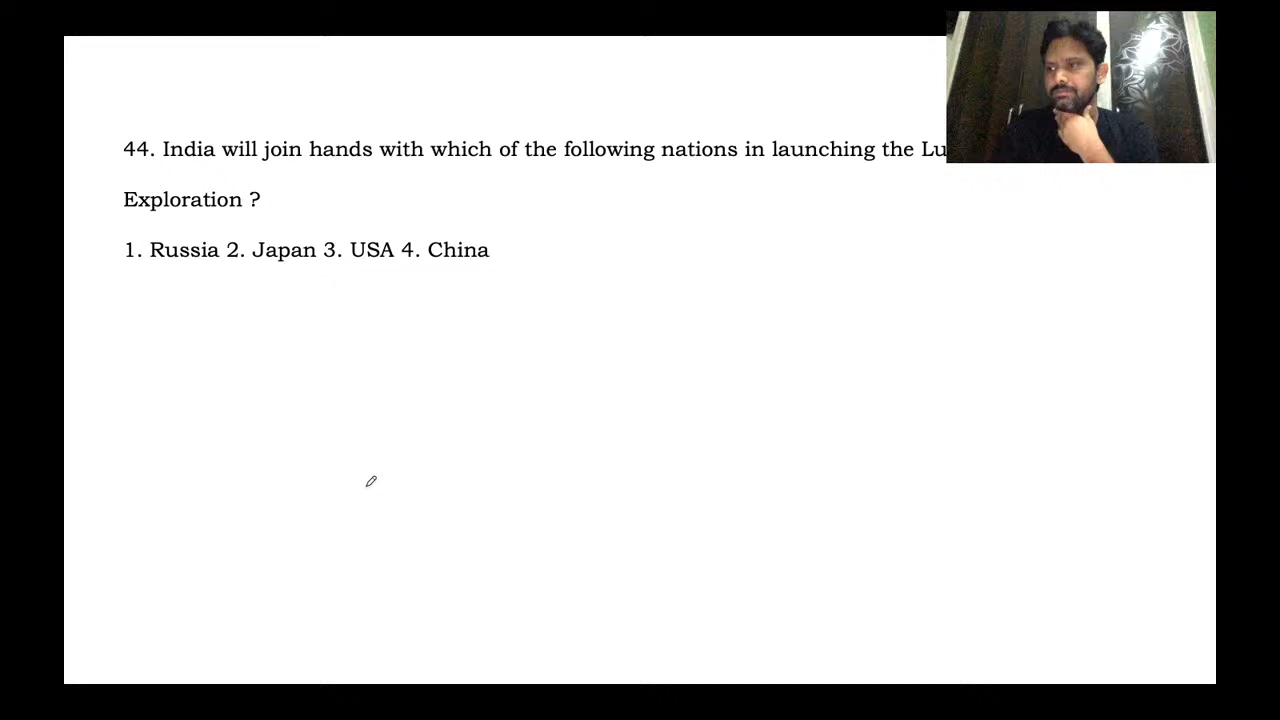 44. India will join hands with which of the following nations in launching the
Exploration ?
1. Russia 2. Japan 3. USA 4. China